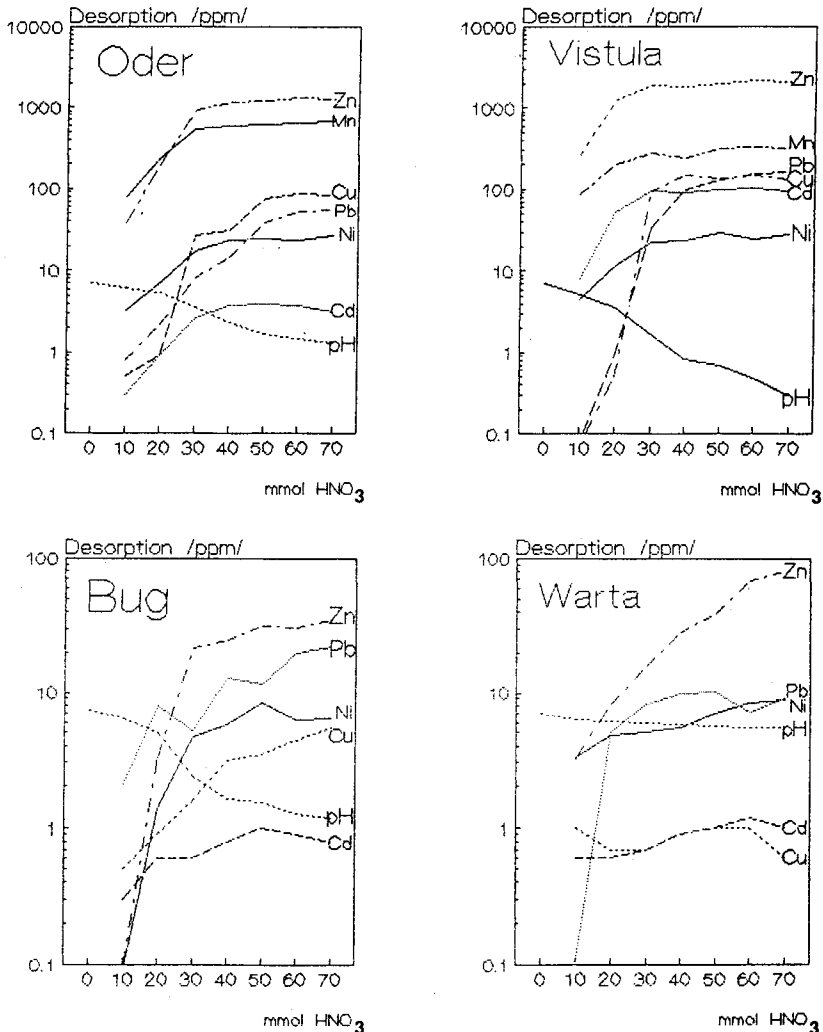 Desorption /ppm/
Oder
10000
1000
100
10
1
0.1
Zn
Mn
Cu
Pb
Ni
Cd
pH
0 10 20 30 40 50 60 70
mmol HNO3
Desorption /ppm/
Vistula
10000
1000
100
10
1
0.1
Zn
Mn
Pb
Cu
Cd
Ni
pH
0 10 20 30 40 50 60 70
mmol HNO3
Desorption /ppm/
Bug
100
10
1
0.1
Zn
Pb
Ni
Cu
pH
Cd
0 10 20 30 40 50 60 70
mmol HNO3
Desorption /ppm/
Warta
100
10
1
0.1
Zn
Pb
Ni
pH
Cd
Cu
0 10 20 30 40 50 60 70
mmol HNO3